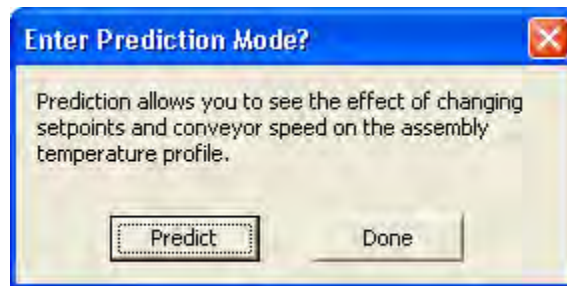 Enter Prediction Mode?
Prediction allows you to see the effect of changing
setpoints and conveyor speed on the assembly
temperature profile.
Predict Done